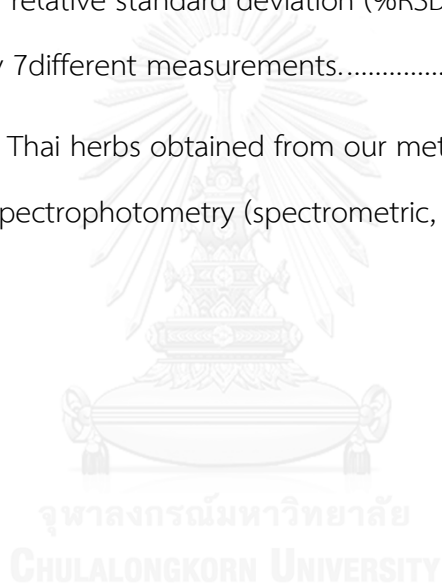 relative standard deviation (%RSD
7different measurements................
Thai herbs obtained from our met
pectrophotometry (spectrometric,
จุฬาลงกรณ์มหาวิทยาลัย
CHULALONGKORN UNIVERSITY